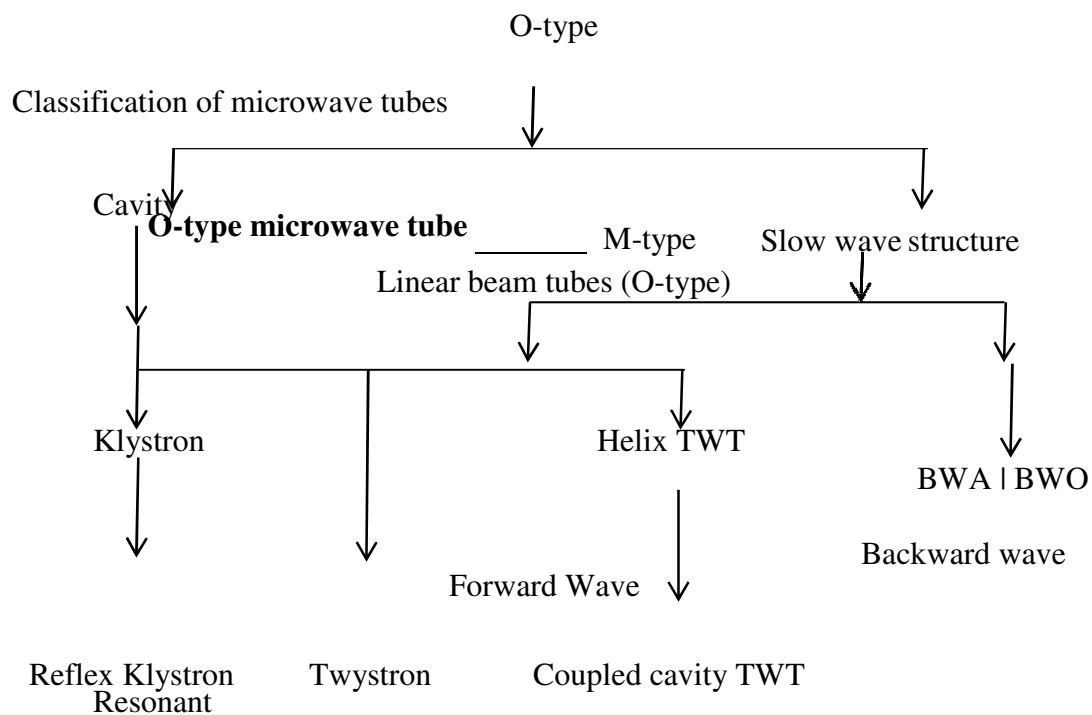 O-type
Classification of microwave tubes
Cavity
O-type microwave tube
M-type
Slow wave structure
Linear beam tubes (O-type)
Klystron
Helix TWT
BWA | BWO
Backward wave
Forward Wave
Reflex Klystron
Twystron
Coupled cavity TWT
Resonant